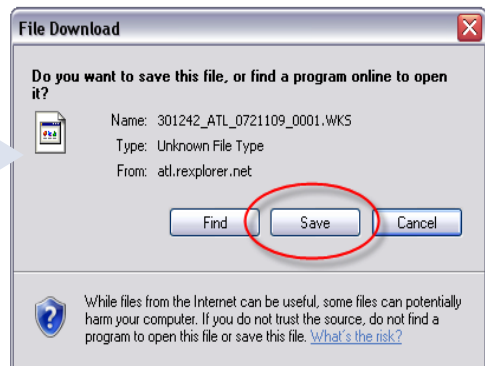 File Download
Do you want to save this file, or find a program online to open
it?
Name: 301242_ATL_0721109_0001.WKS
Type: Unknown File Type
From: atl.rexplorer.net
Find Save Cancel
While files from the Internet can be useful, some files can potentially
harm your computer. If you do not trust the source, do not find a
program to open this file or save this file. What's the risk?